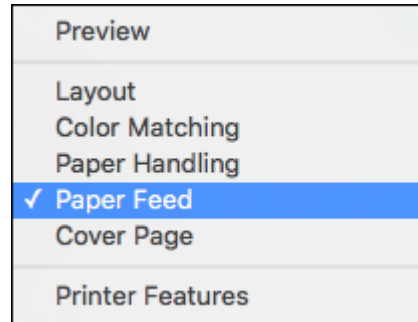 Preview
Layout
Color Matching
Paper Handling
✓ Paper Feed
Cover Page
Printer Features